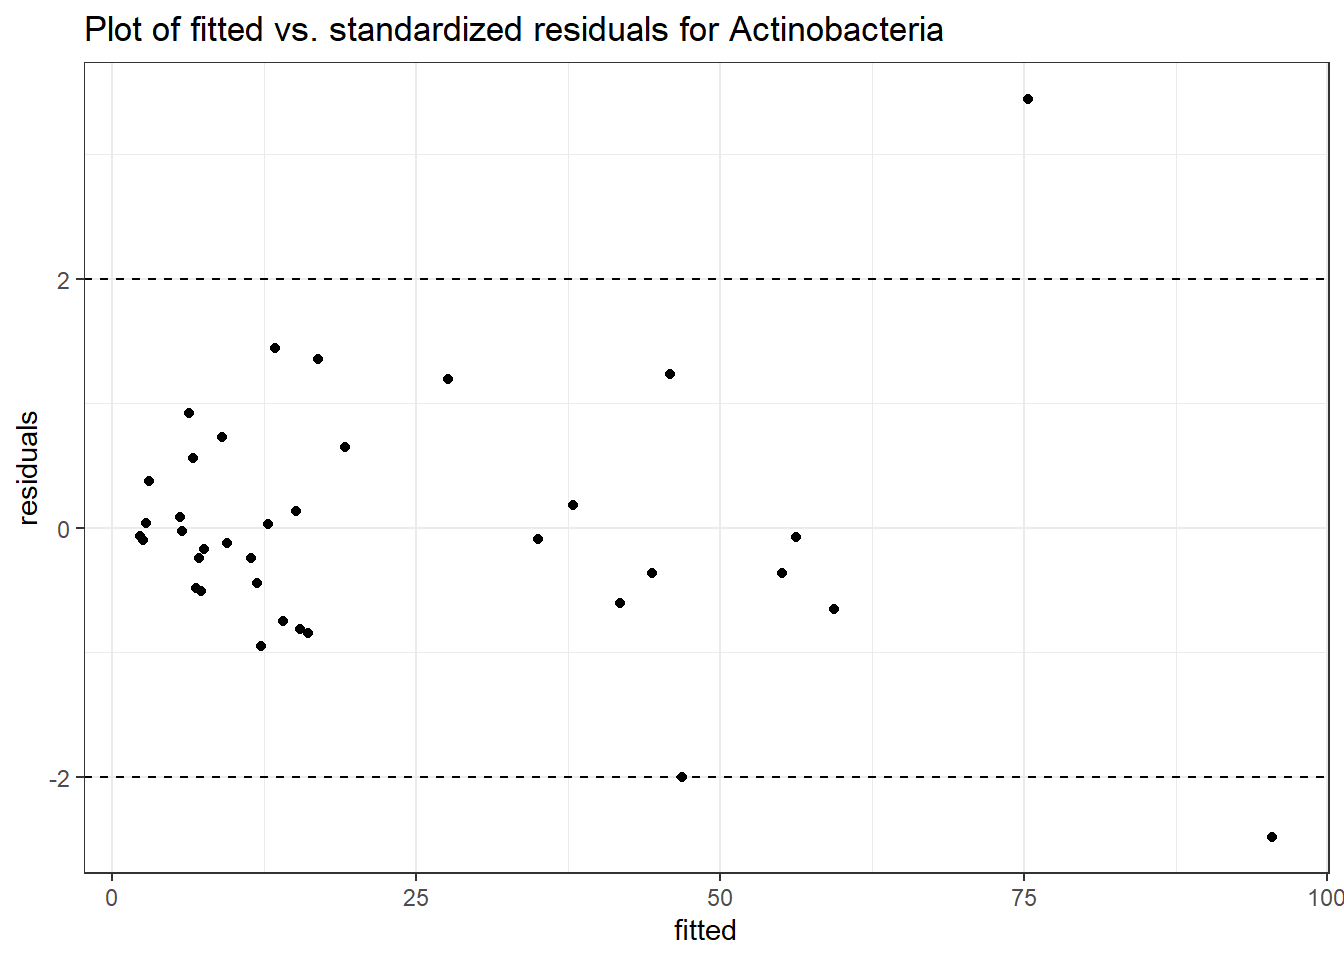 Plot of fitted vs. standardized residuals for Actinobacteria
residuals
2
0
-2
0 25 50 75 100
fitted